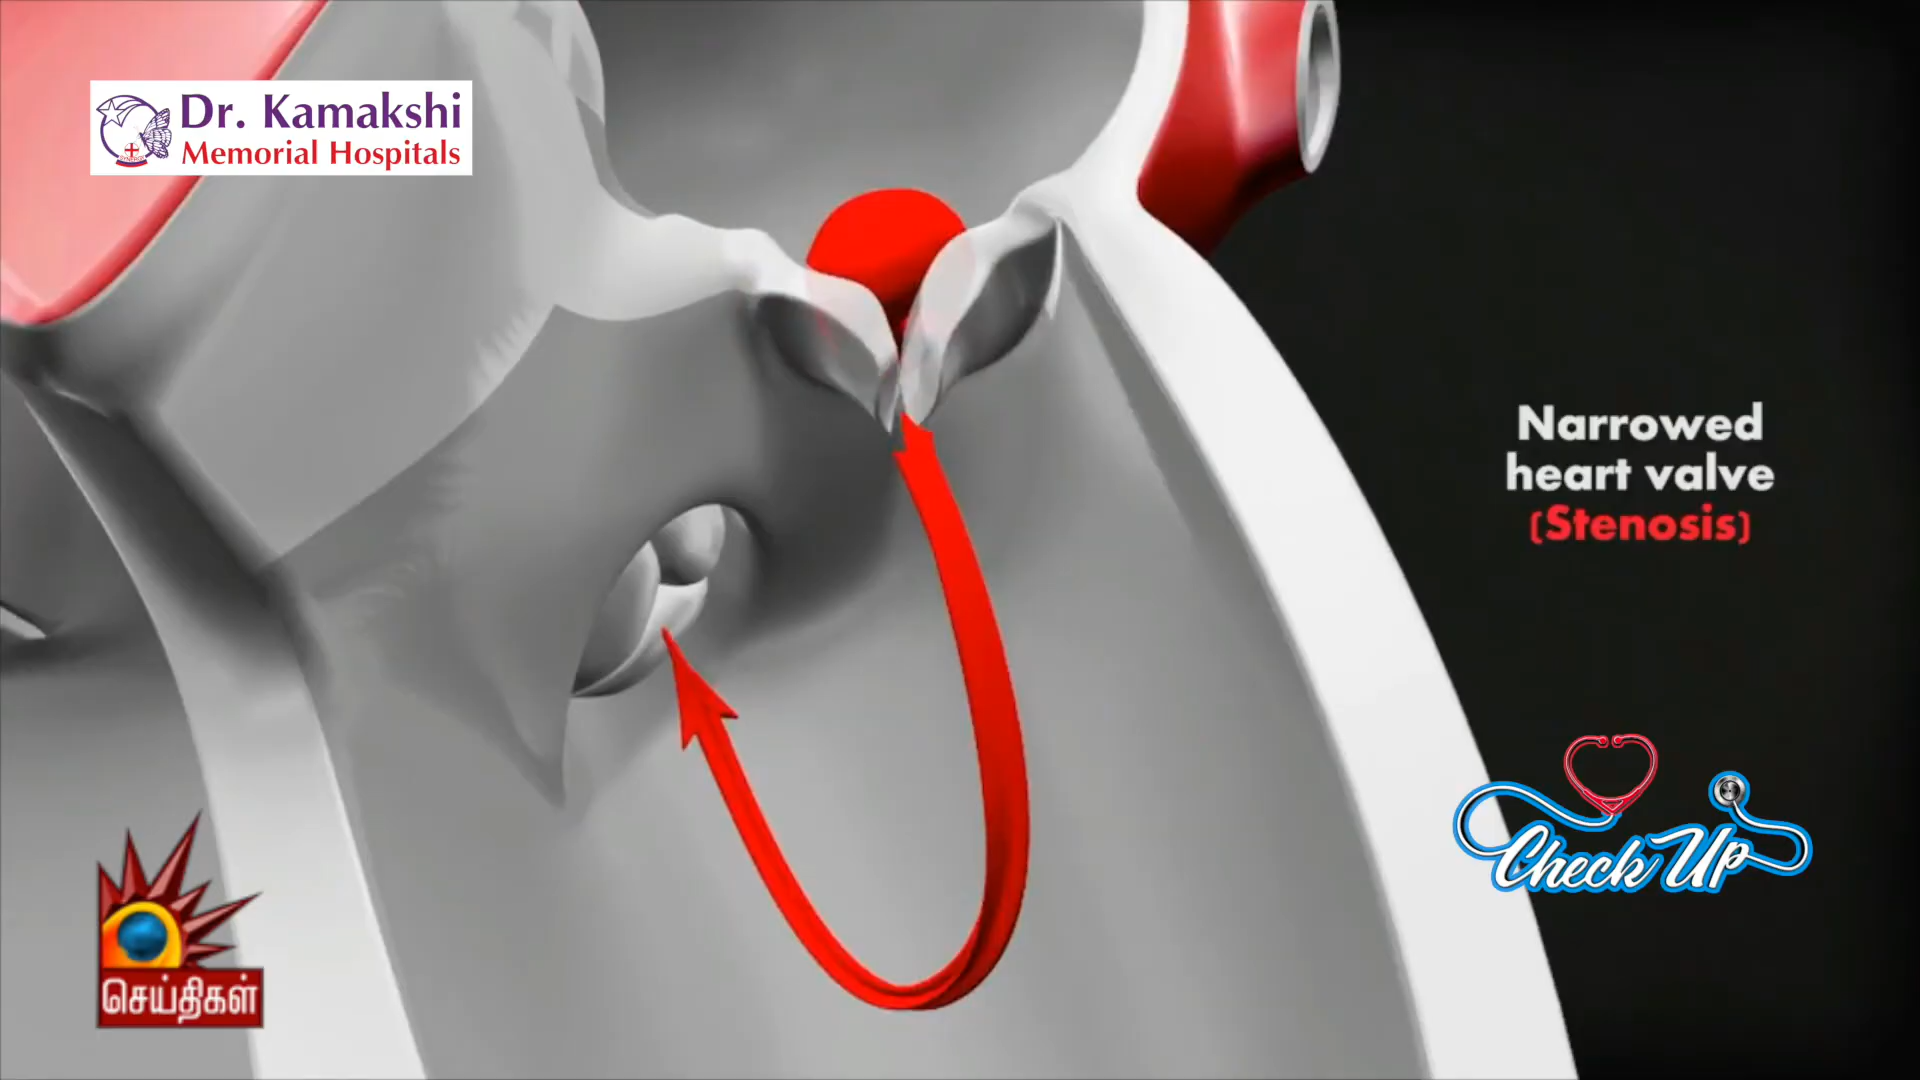 Dr. Kamakshi
Memorial Hospitals
Narrowed
heart valve
(Stenosis)
Check Up
செய்திகள்